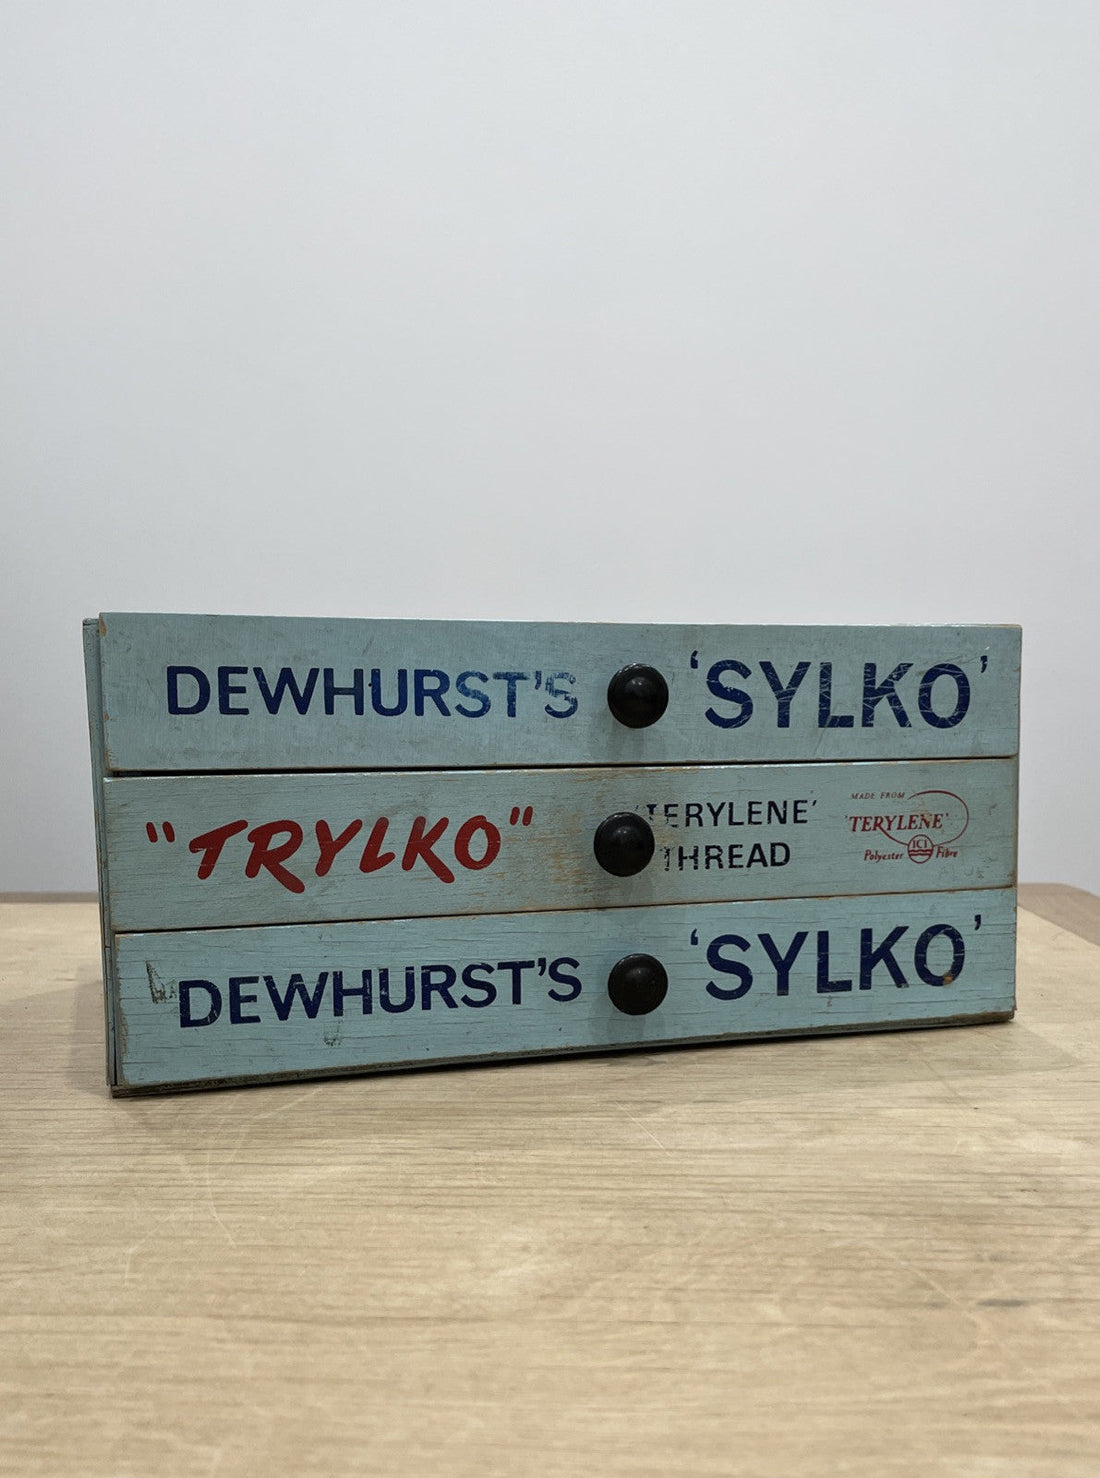 DEWHURST'S 'SYLKO'
"TRYLKO" 'TERYLENE' THREAD
MADE FROM
'TERYLENE'
ICI
Polyester Fibre
DEWHURST'S 'SYLKO'